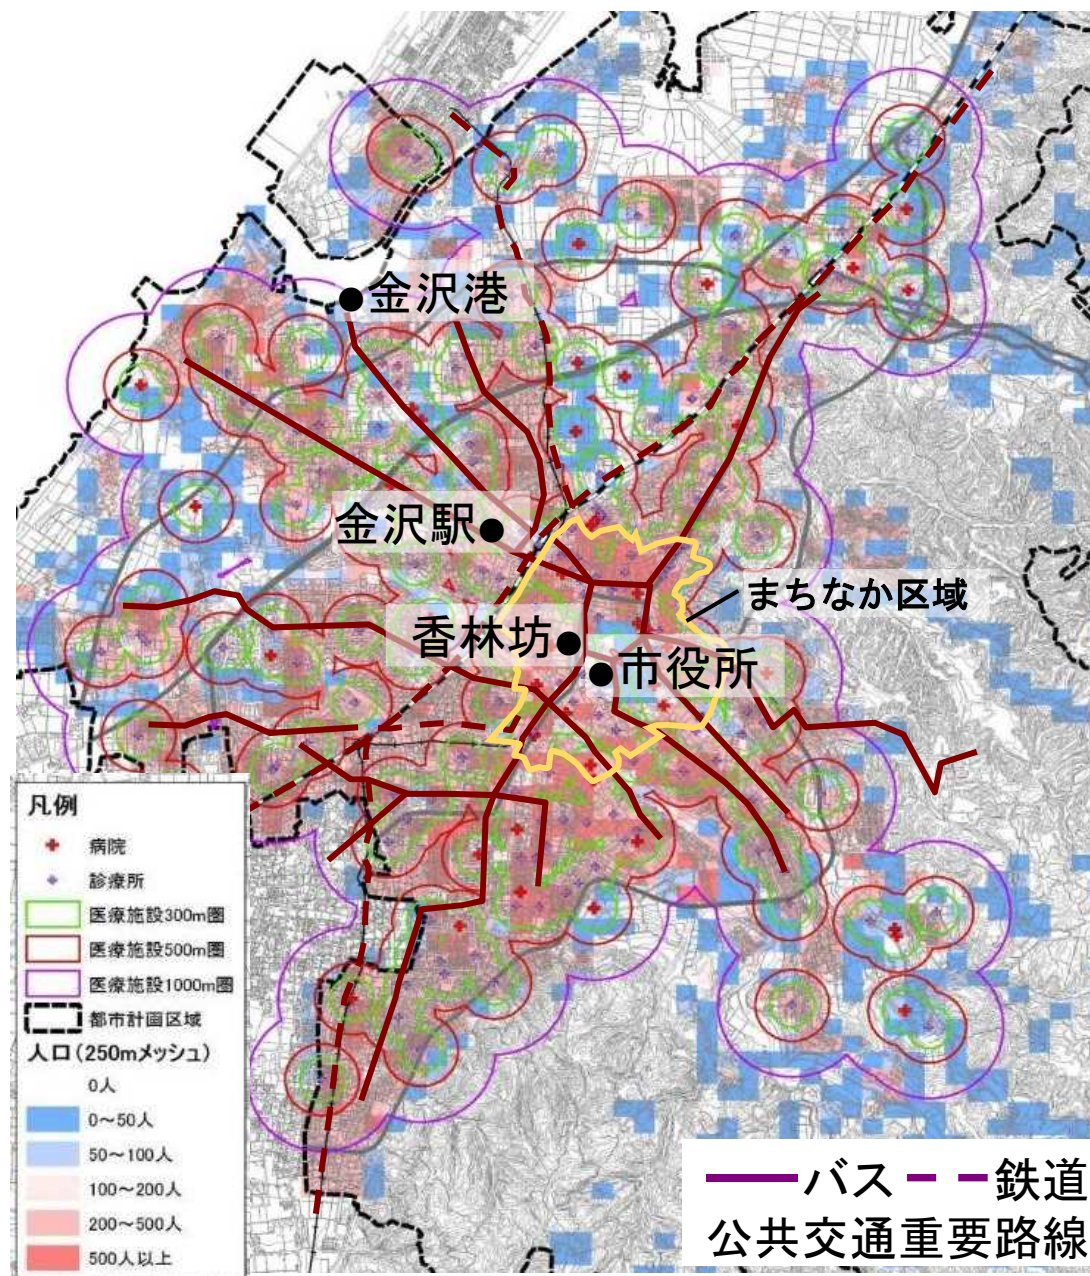 金沢港
金沢駅
まちなか区域
香林坊
市役所
凡例
病院
診療所
医療施設300m圏
医療施設500m圏
医療施設1000m圏
都市計画区域
人口(250mメッシュ)
0人
0～50人
50～100人
100～200人
200～500人
500人以上
バス 鉄道
公共交通重要路線